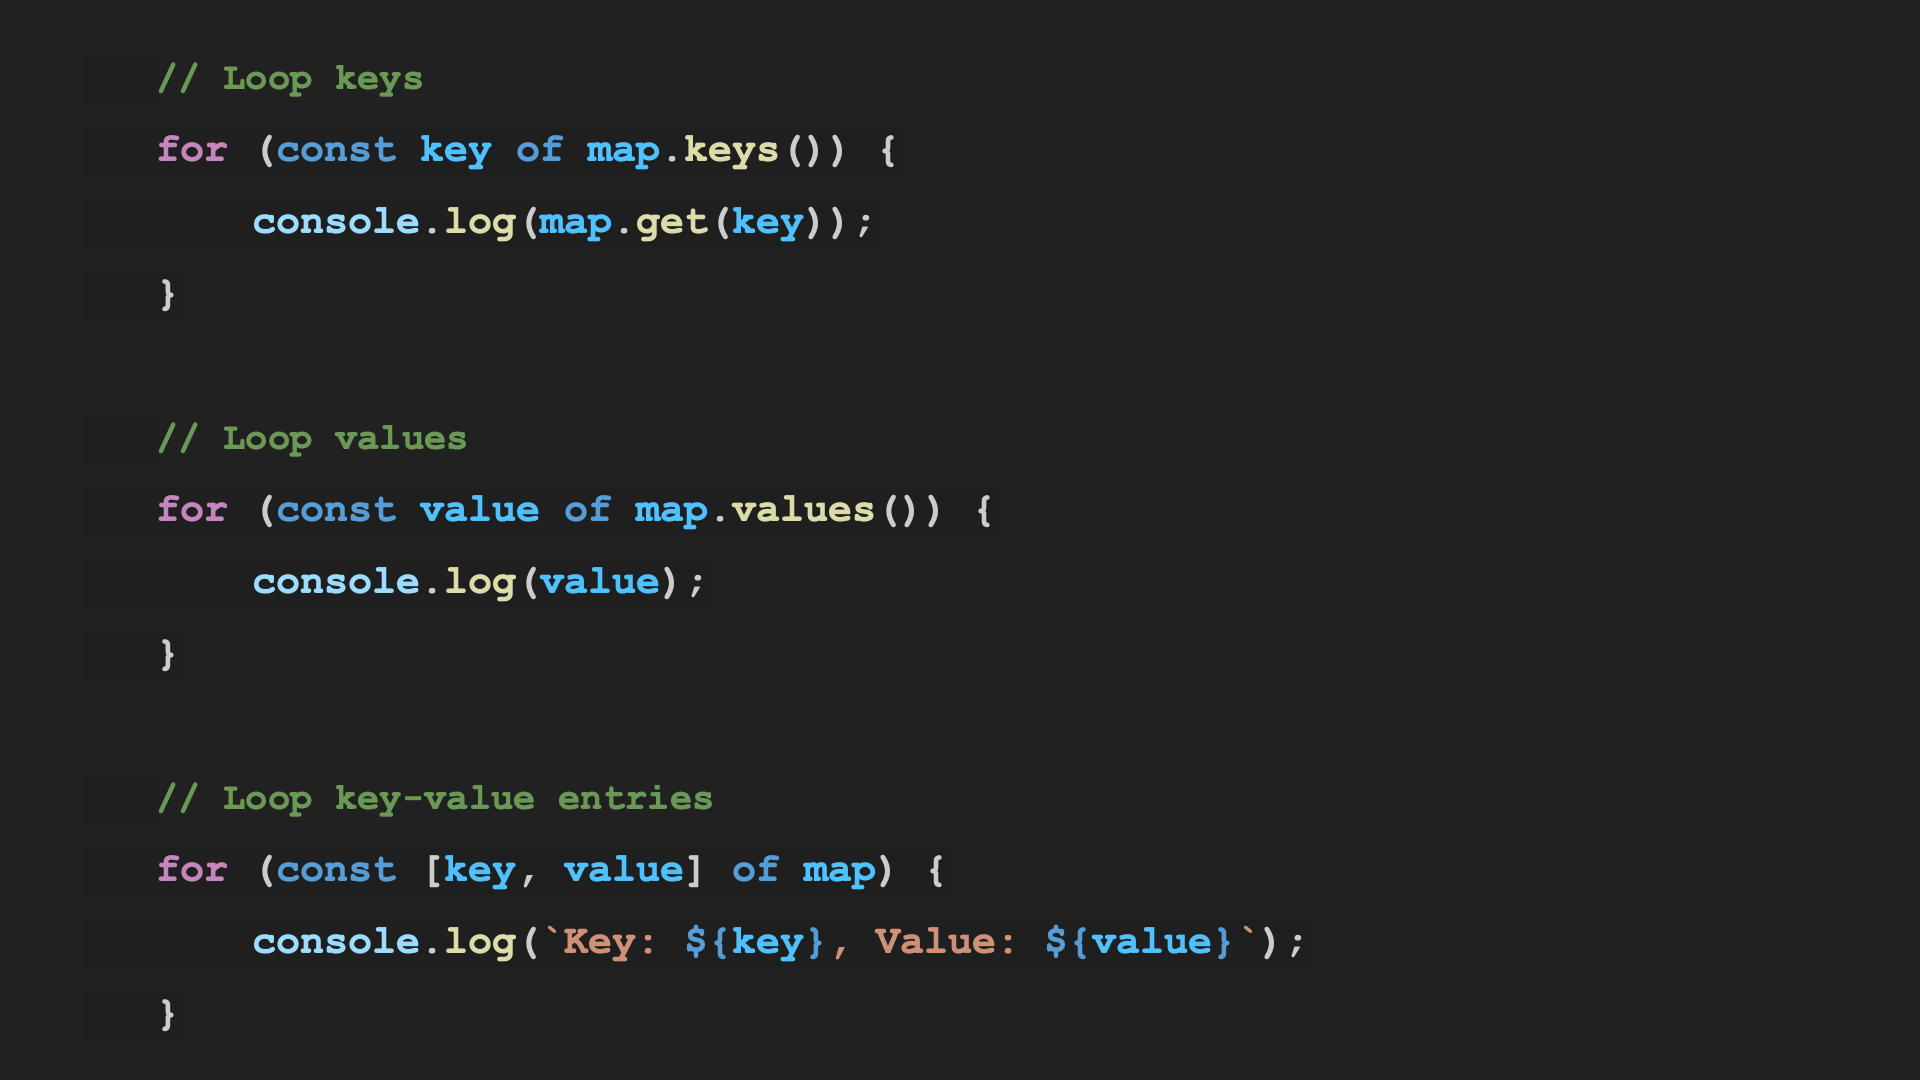 // Loop keys
for (const key of map.keys()) {
    console.log(map.get(key));
}
// Loop values
for (const value of map.values()) {
    console.log(value);
}
// Loop key-value entries
for (const [key, value] of map) {
    console.log(`Key: ${key}, Value: ${value}`);
}